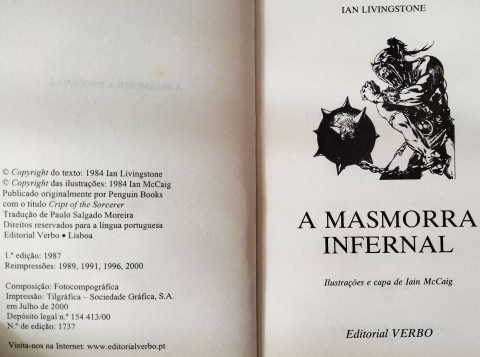 © Copyright do texto: 1984 Ian Livingstone
© Copyright das ilustrações: 1984 Ian McCaig
Publicado originalmente por Penguin Books
com o título Cript of the Sorcerer
Tradução de Paulo Salgado Moreira
Direitos reservados para a língua portuguesa
Editorial Verbo • Lisboa
1.ª edição: 1987
Reimpressões: 1989, 1991, 1996, 2000
Composição: Fotocompográfica
Impressão: Tilgráfica – Sociedade Gráfica, S.A.
em Julho de 2000
Depósito legal n.º 154 413/00
N.º de edição: 1737
Visita-nos na Internet: www.editorialverbo.pt
IAN LIVINGSTONE
A MASMORRA
INFERNAL
Ilustrações e capa de Iain McCaig
Editorial VERBO